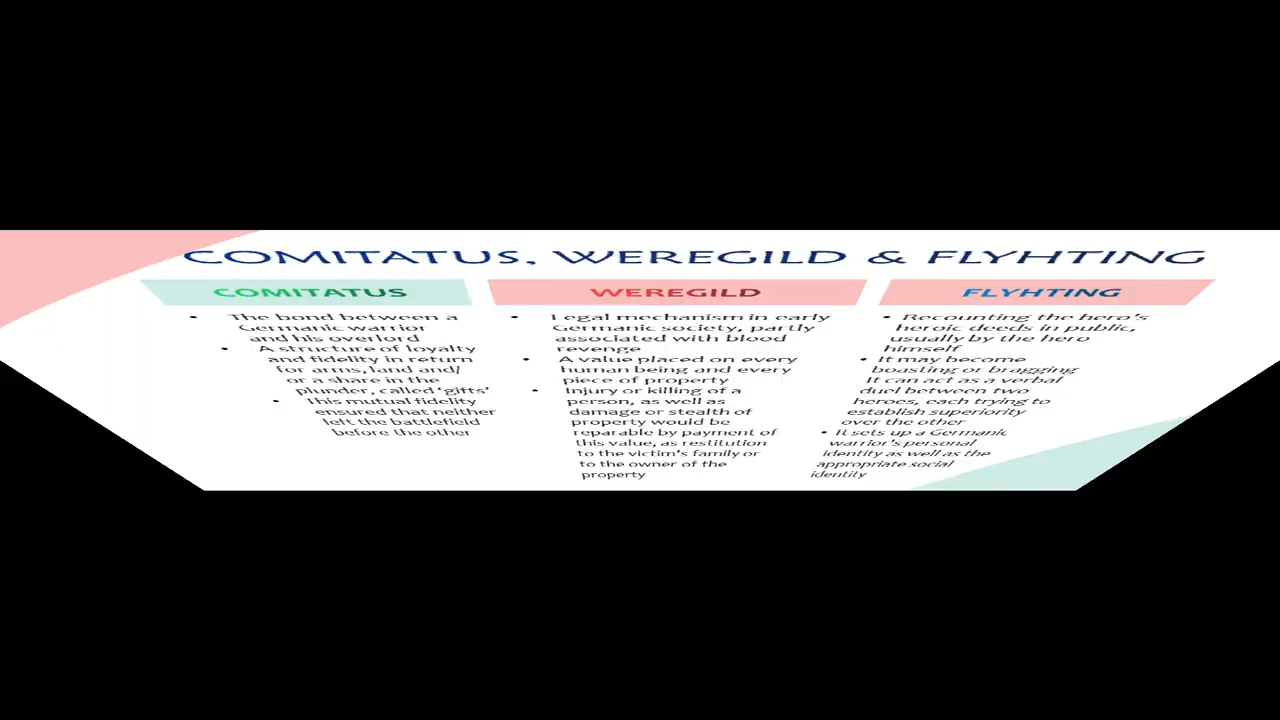 COMITATUS, WEREGILD & FLYHTING
COMITATUS
• The bond between a
Germanic warrior
and his overlord
• A structure of loyalty
and fidelity in return
for arms, land and/
or a share in the
plunder, called 'gifts'
• This mutual fidelity
ensured that neither
left the battlefield
before the other
WEREGILD
• Legal mechanism in early
Germanic society, partly
associated with blood
revenge
• A value placed on every
human being and every
piece of property
• Injury or killing of a
person, as well as
damage or stealth of
property would be
reparable by payment of
this value, as restitution
to the victim's family or
to the owner of the
property
FLYHTING
• Recounting the hero's
heroic deeds in public,
usually by the hero
himself
• It may become
boasting or bragging
It can act as a verbal
duel between two
heroes, each trying to
establish superiority
over the other
• It sets up a Germanic
warrior's personal
identity as well as the
appropriate social
identity